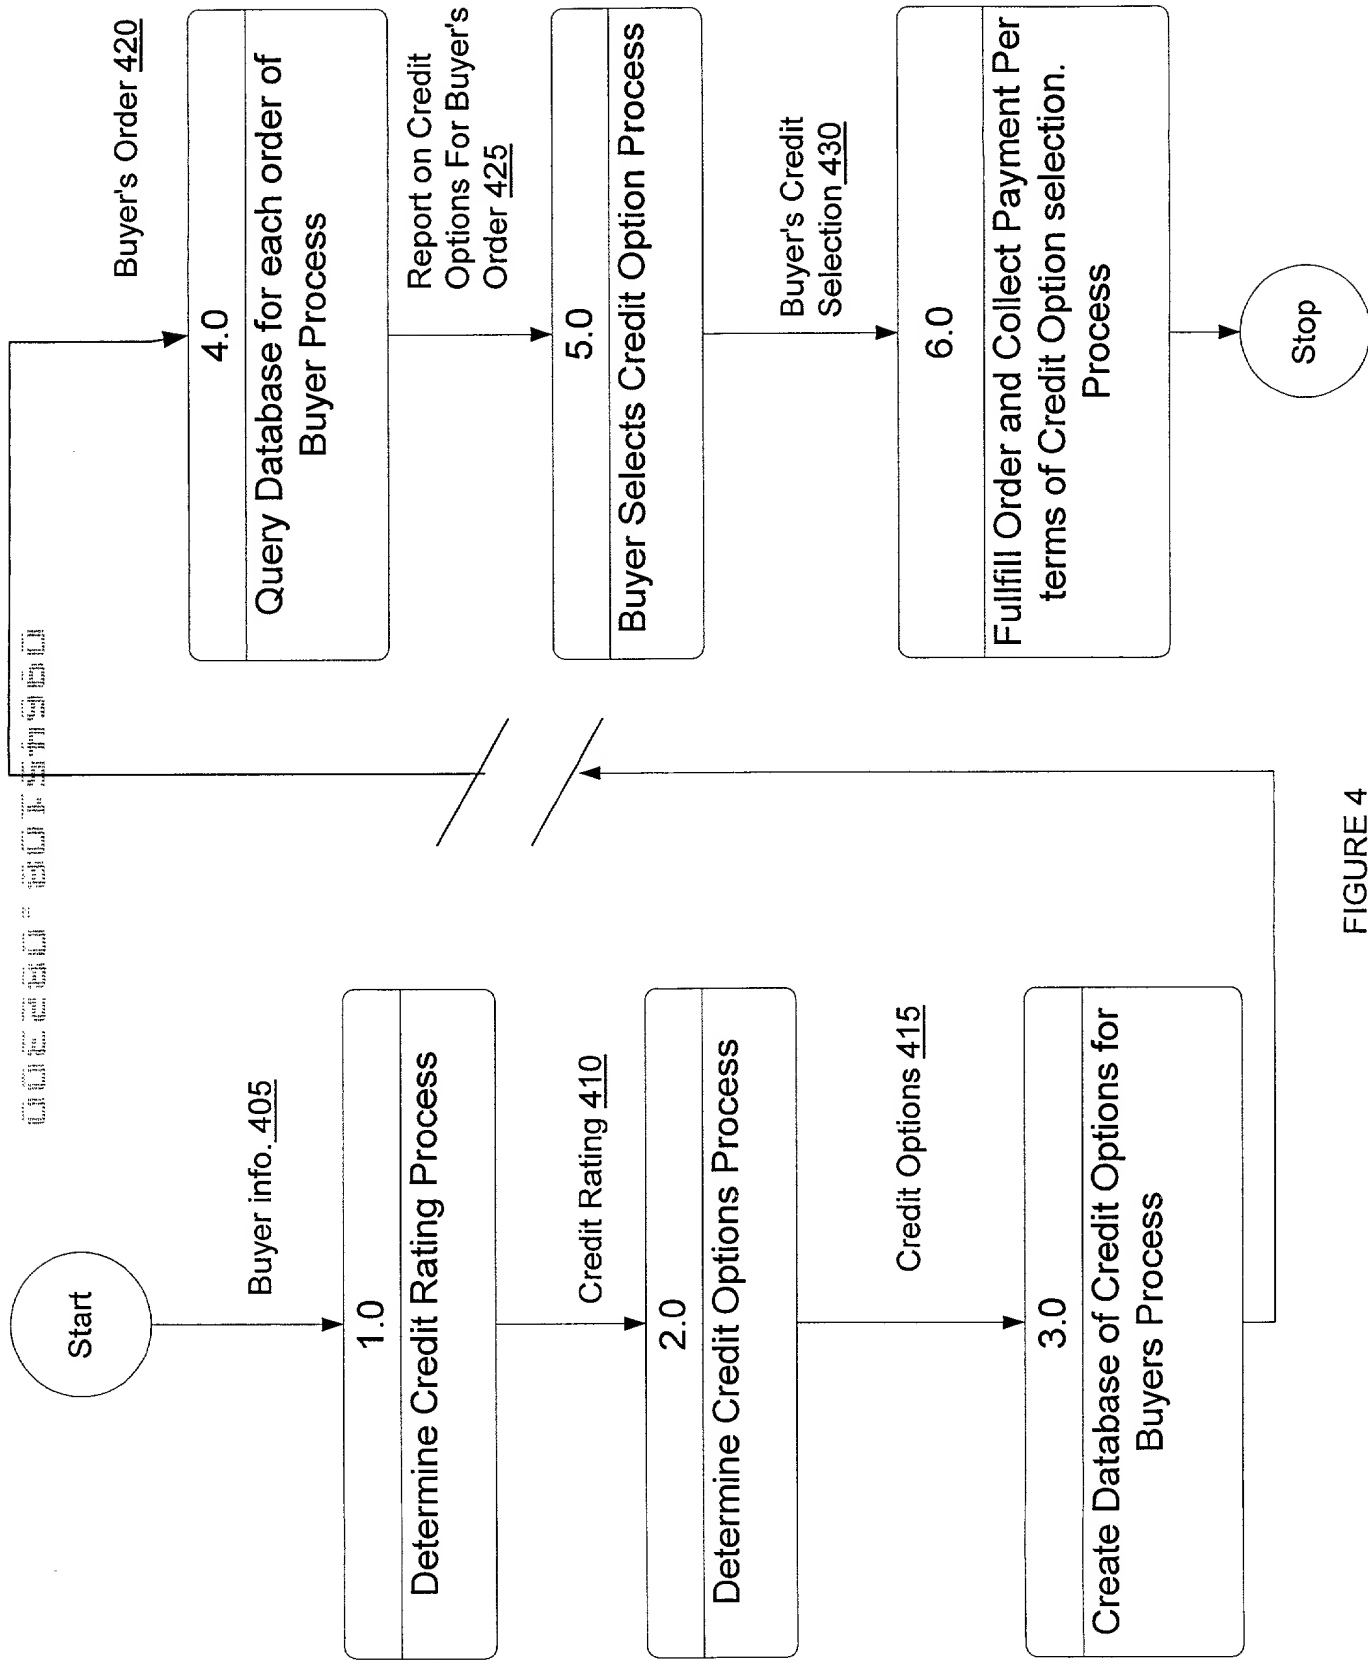 Start
Buyer info. 405
1.0
Determine Credit Rating Process
Credit Rating 410
2.0
Determine Credit Options Process
Credit Options 415
3.0
Create Database of Credit Options for
Buyers Process
Buyer's Order 420
4.0
Query Database for each order of
Buyer Process
Report on Credit
Options For Buyer's
Order 425
5.0
Buyer Selects Credit Option Process
Buyer's Credit
Selection 430
6.0
Fullfill Order and Collect Payment Per
terms of Credit Option selection.
Process
Stop
FIGURE 4